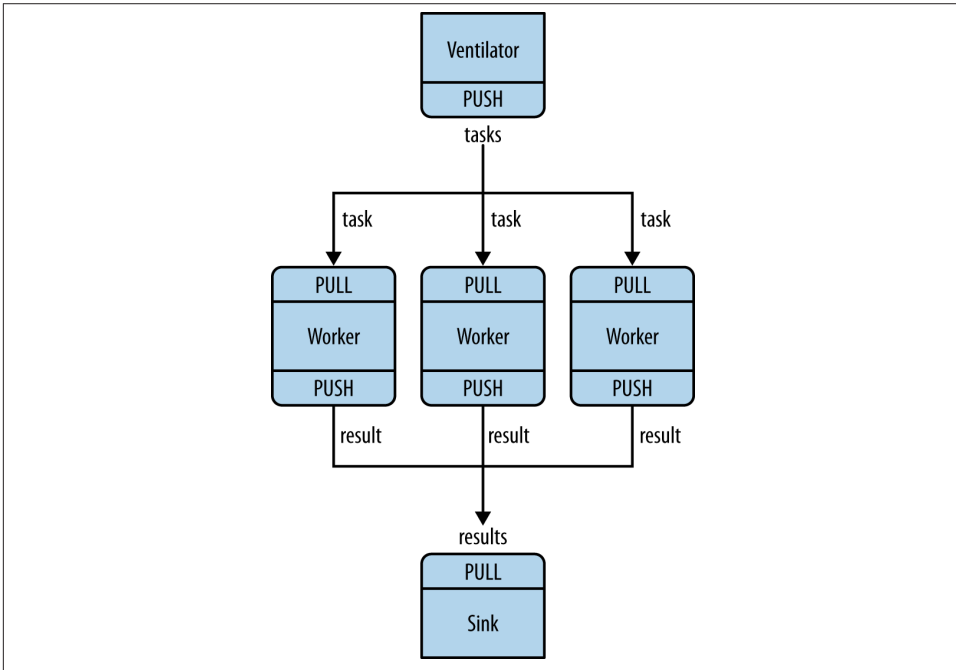 Ventilator
PUSH
tasks
task task task
PULL PULL PULL
Worker Worker Worker
PUSH PUSH PUSH
result result result
results
PULL
Sink